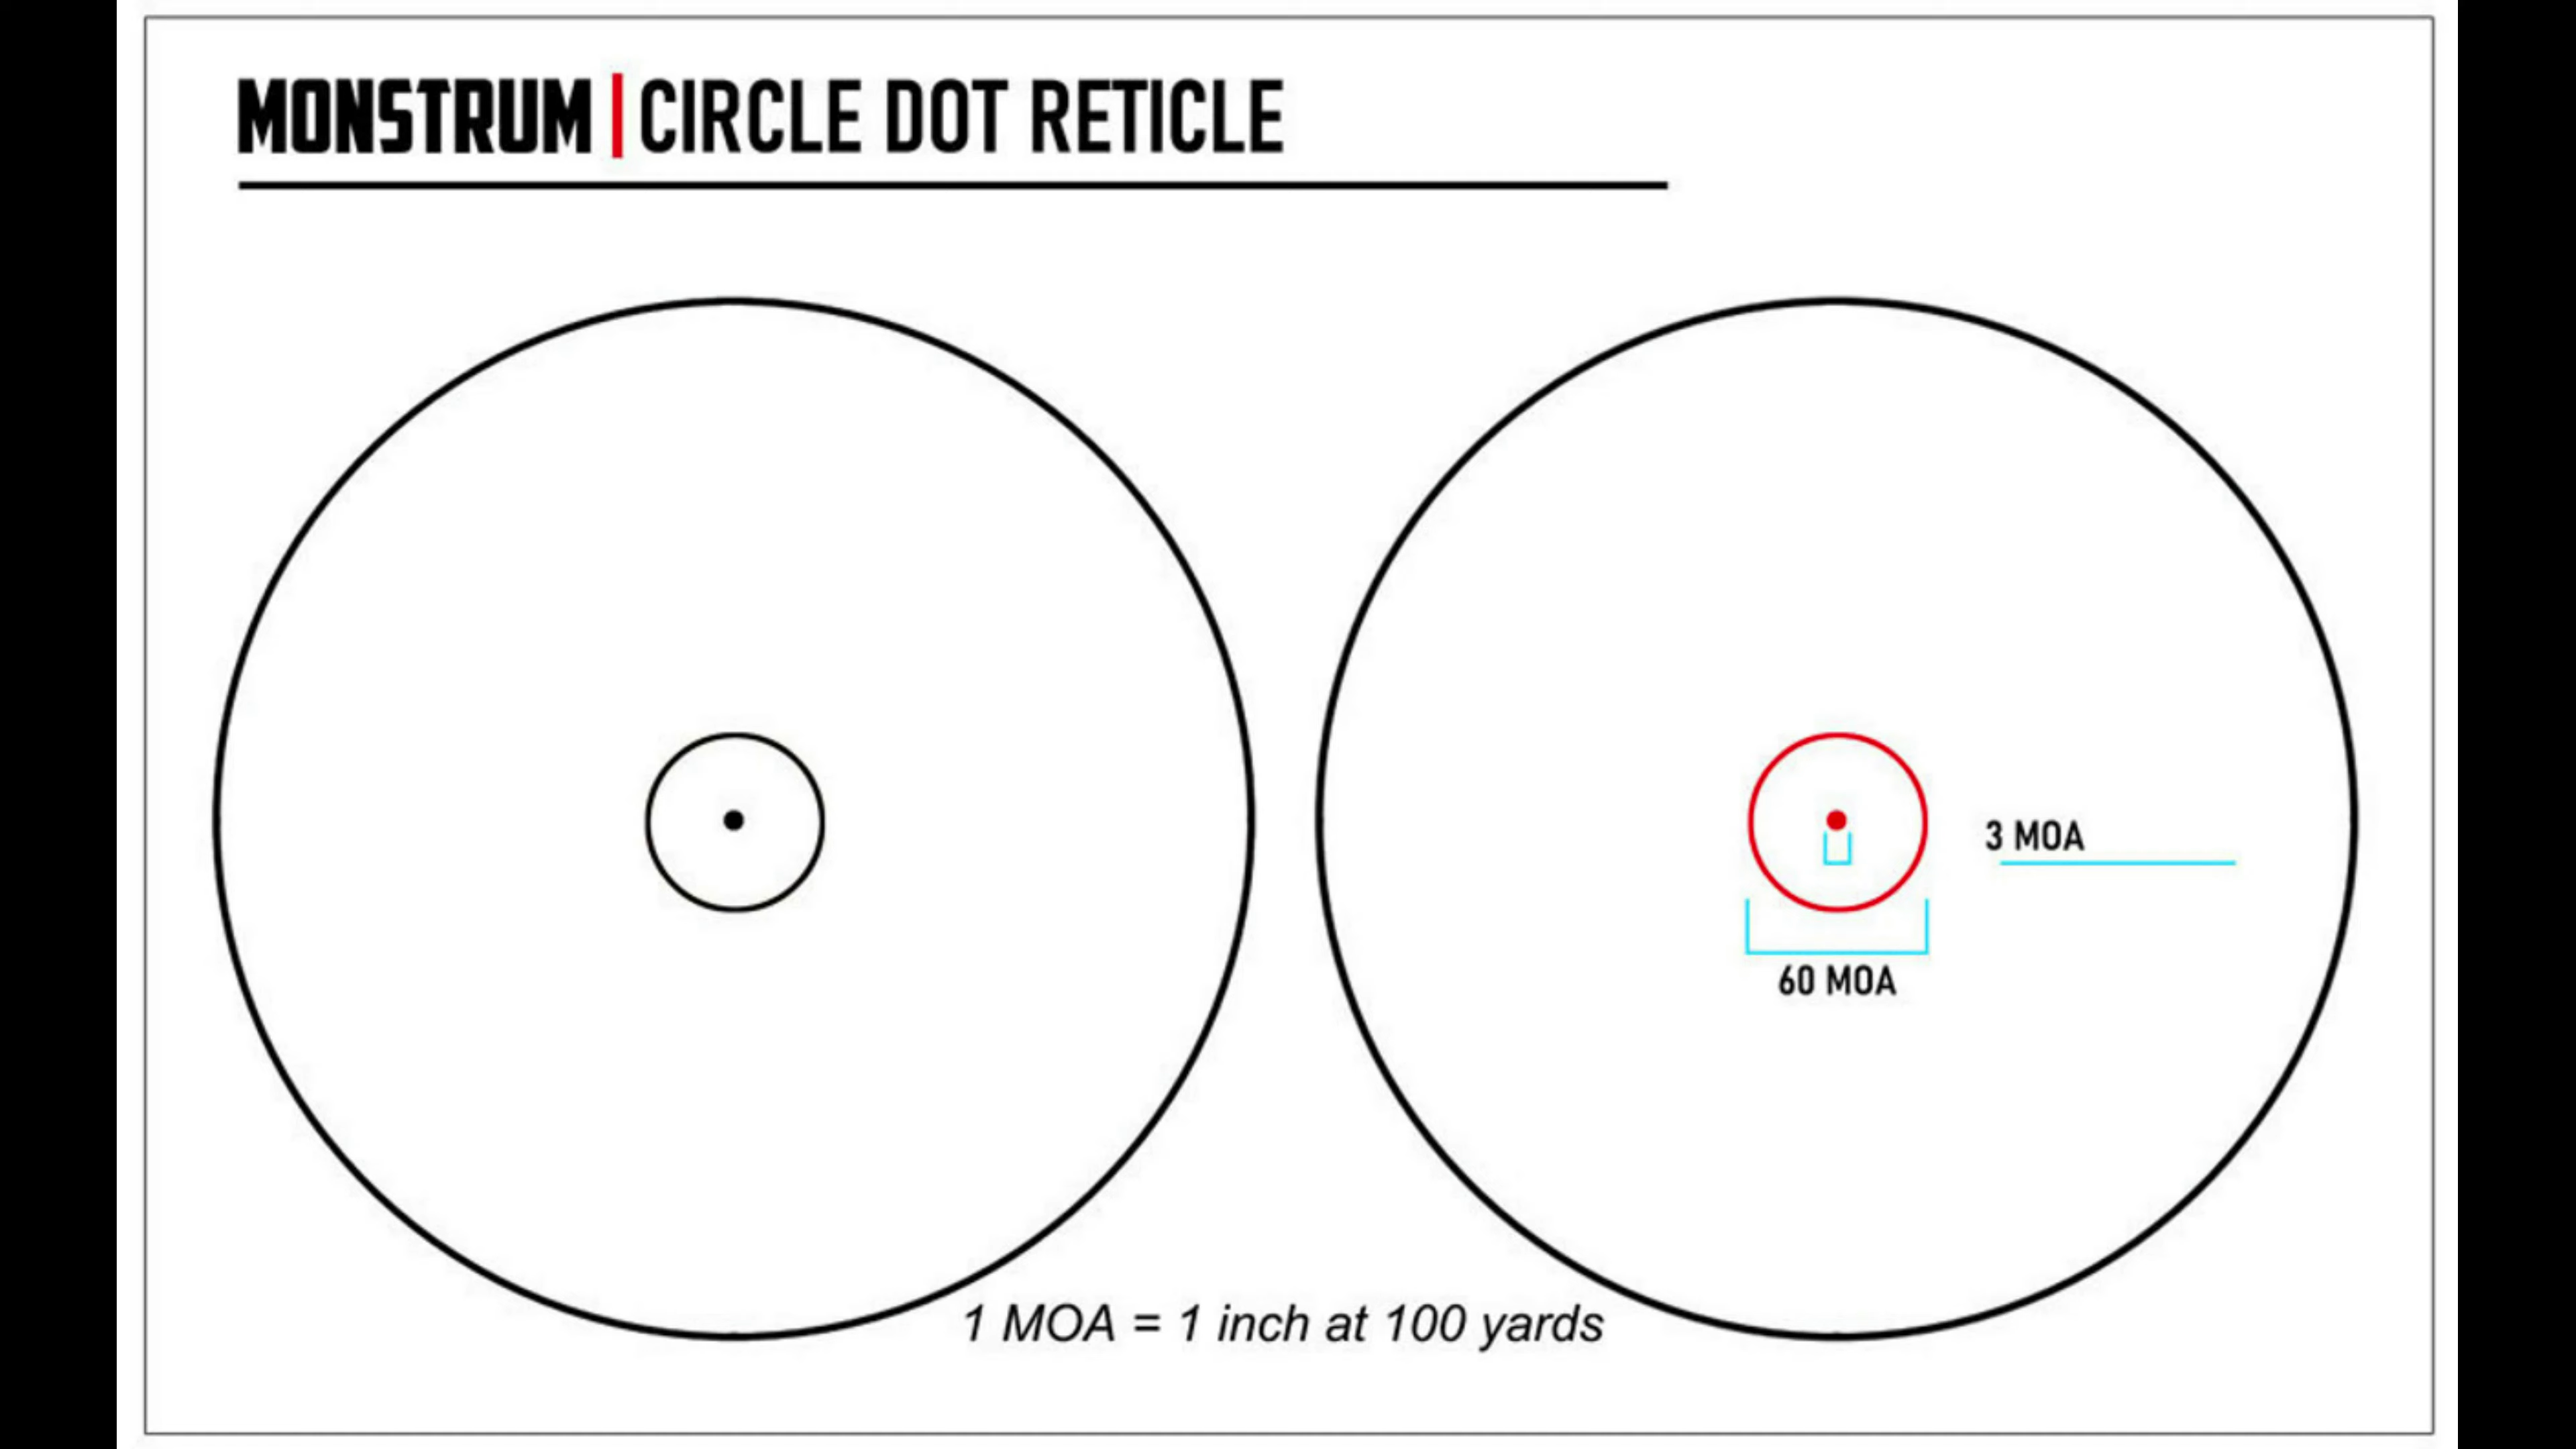 MONSTRUM | CIRCLE DOT RETICLE
3 MOA
60 MOA
1 MOA = 1 inch at 100 yards